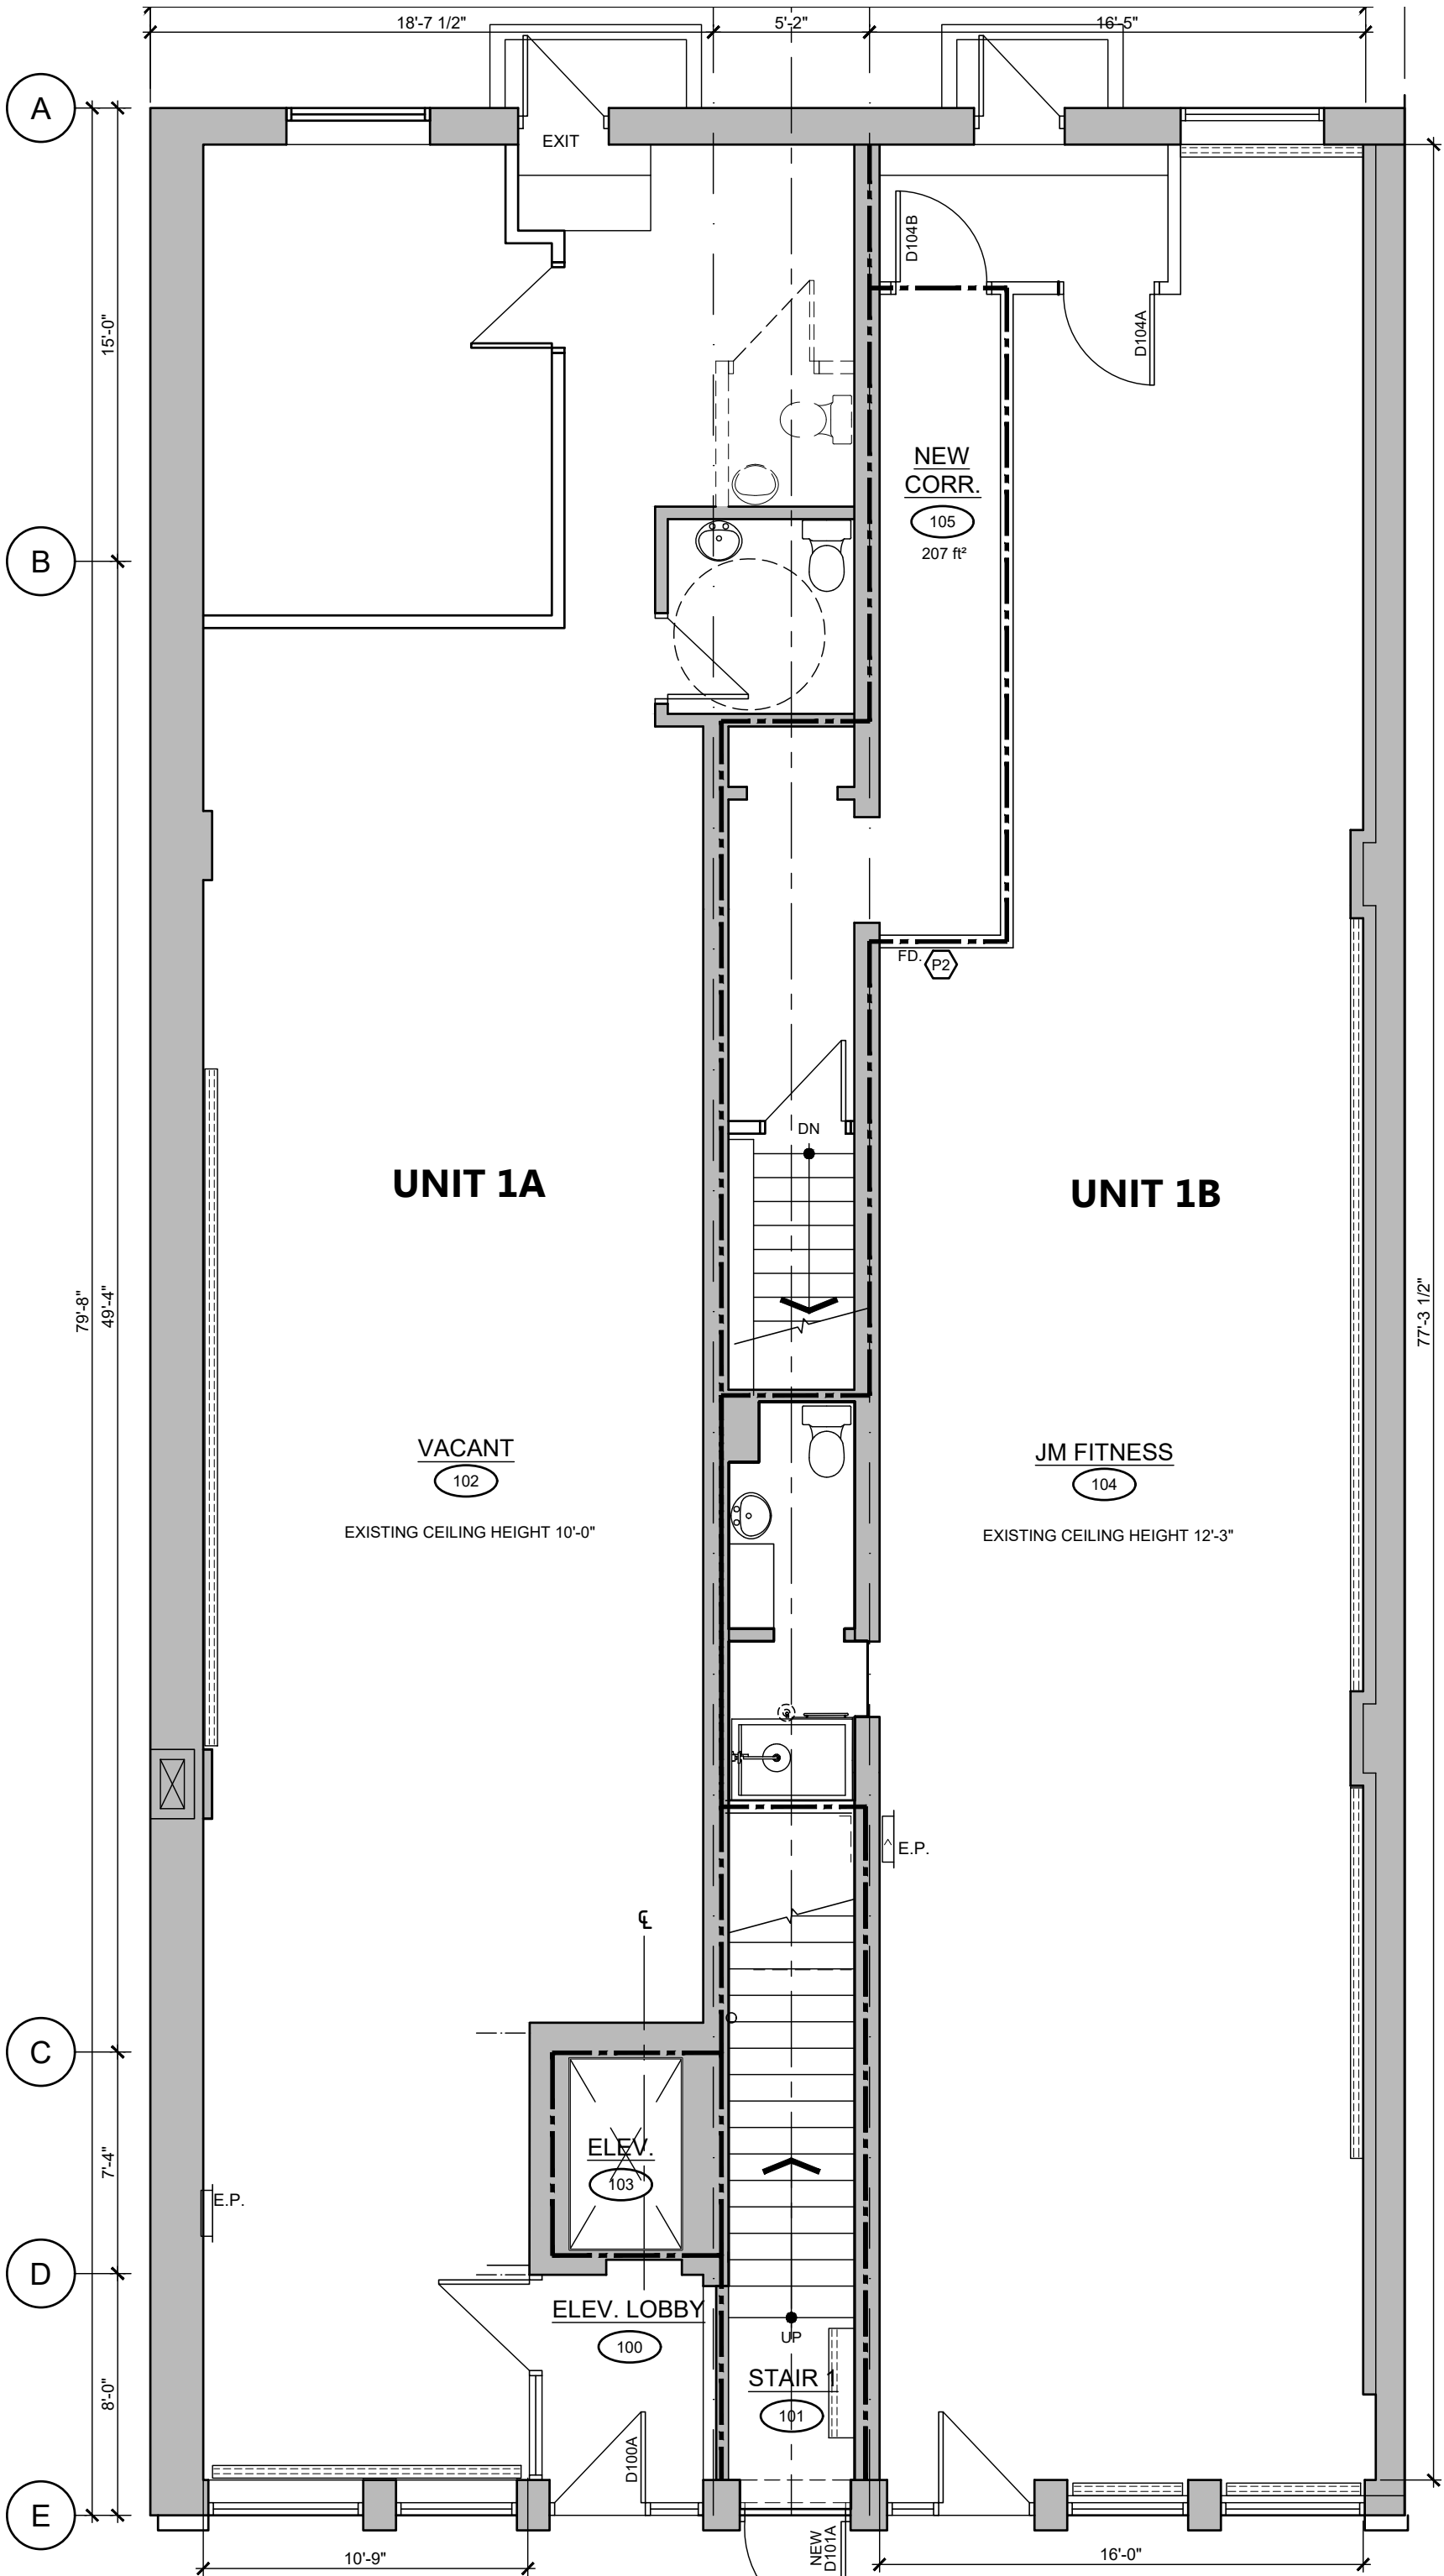 18'-7 1/2"
5'-2"
16'-5"
A
EXIT
D104B
15'-0"
D104A
NEW
CORR.
105
207 ft²
B
FD.
P2
DN
UNIT 1A
UNIT 1B
79'-8"
49'-4"
77'-3 1/2"
VACANT
102
EXISTING CEILING HEIGHT 10'-0"
JM FITNESS
104
EXISTING CEILING HEIGHT 12'-3"
E.P.
℄
C
7'-4"
ELEV.
103
E.P.
D
ELEV. LOBBY
100
UP
STAIR 1
101
8'-0"
D100A
E
NEW
D101A
10'-9"
16'-0"